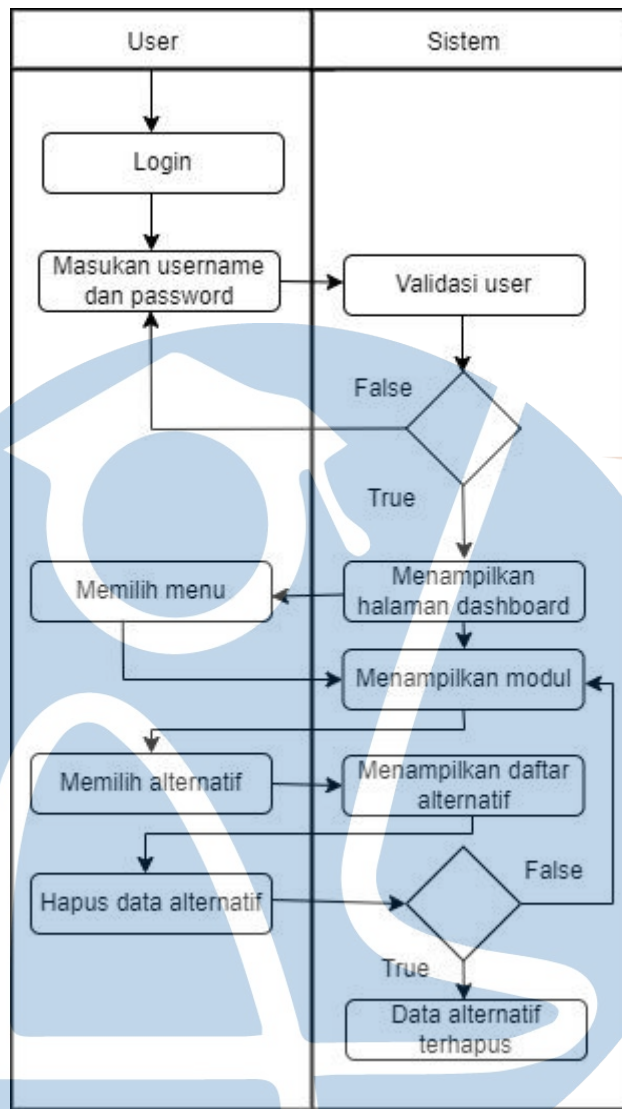 User
Sistem
Login
Masukan username
dan password
Validasi user
False
True
Memilih menu
Menampilkan
halaman dashboard
Menampilkan modul
Memilih alternatif
Menampilkan daftar
alternatif
Hapus data alternatif
False
True
Data alternatif
terhapus